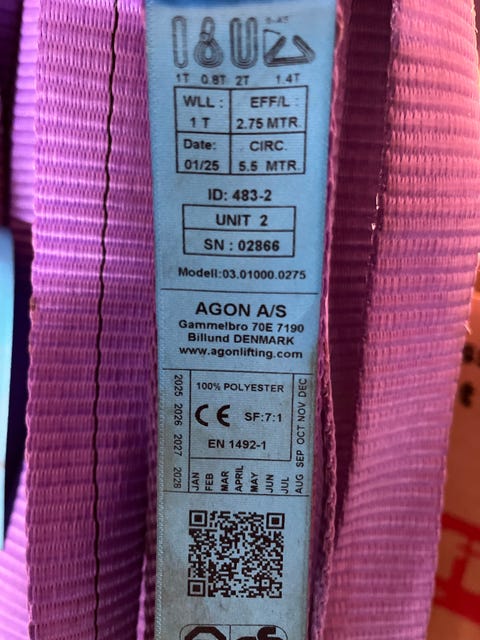 0-45
1T 0.8T 2T 1.4T
WLL : EFF/L :
1 T 2.75 MTR.
Date: CIRC.
01/25 5.5 MTR.
ID: 483-2
UNIT 2
SN : 02866
Modell:03.01000.0275
AGON A/S
Gammelbro 70E 7190
Billund DENMARK
www.agonlifting.com
2025 2026 2027 2028
100% POLYESTER
CE SF:7:1
EN 1492-1
JAN FEB MAR APRIL MAY JUN JUL AUG SEP OCT NOV DEC
GS